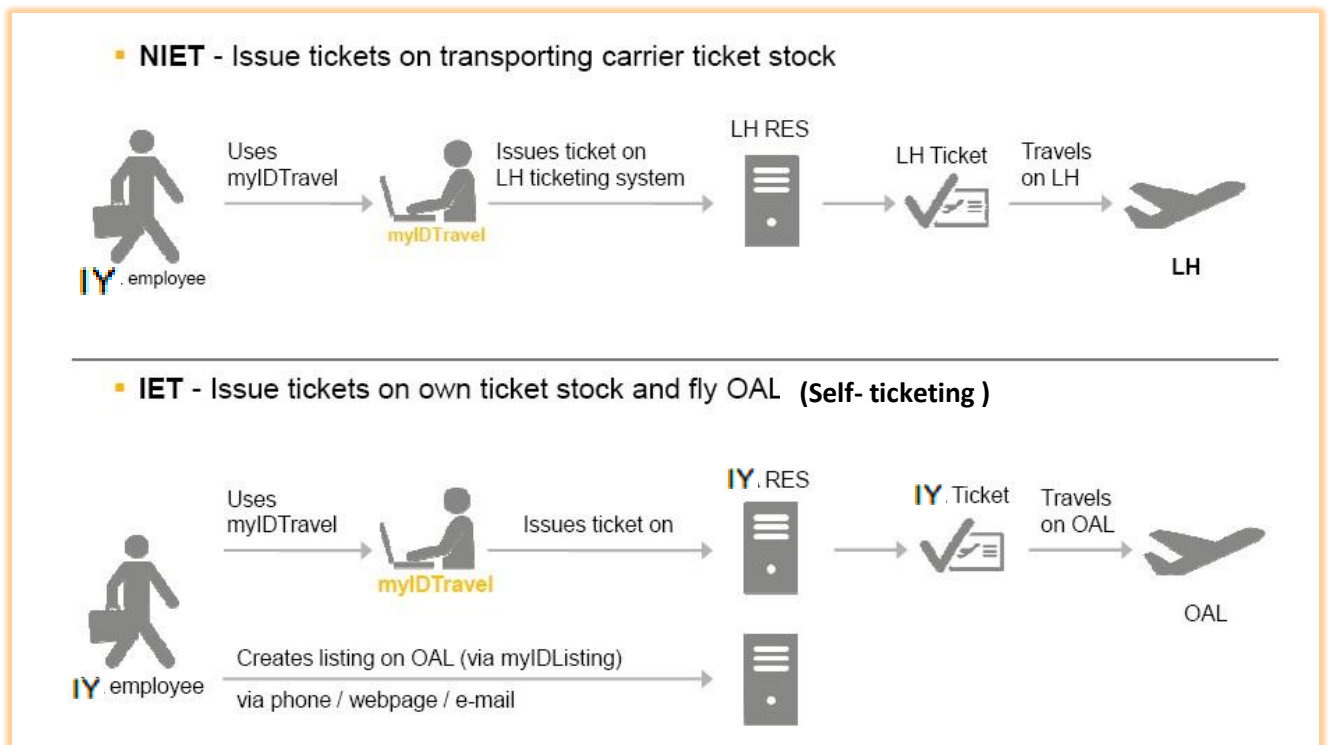 ▪ NIET - Issue tickets on transporting carrier ticket stock
LH RES
Uses
myIDTravel
Issues ticket on
LH ticketing system
LH Ticket
Travels
on LH
myIDTravel
LH
IY. employee
▪ IET - Issue tickets on own ticket stock and fly OAL (Self- ticketing )
IY. RES
Uses
myIDTravel
Issues ticket on
IY. Ticket
Travels
on OAL
myIDTravel
OAL
Creates listing on OAL (via myIDListing)
IY employee
via phone / webpage / e-mail